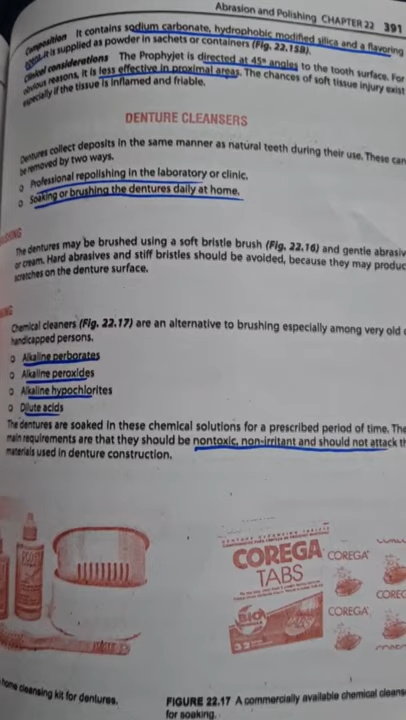 Abrasion and Polishing CHAPTER 22 391
Composition It contains sodium carbonate, hydrophobic modified silica and a flavoring
agent. It is supplied as powder in sachets or containers (Fig. 22.15B).
Clinical considerations The Prophyjet is directed at 45° angles to the tooth surface. For
obvious reasons, it is less effective in proximal areas. The chances of soft tissue injury exist
especially if the tissue is inflamed and friable.
DENTURE CLEANSERS
Dentures collect deposits in the same manner as natural teeth during their use. These can
be removed by two ways.
Professional repolishing in the laboratory or clinic.
Soaking or brushing the dentures daily at home.
The dentures may be brushed using a soft bristle brush (Fig. 22.16) and gentle abrasiv
or cream. Hard abrasives and stiff bristles should be avoided, because they may produc
scratches on the denture surface.
Chemical cleaners (Fig. 22.17) are an alternative to brushing especially among very old
handicapped persons.
Alkaline perborates
Alkaline peroxides
Alkaline hypochlorites
Dilute acids
The dentures are soaked in these chemical solutions for a prescribed period of time. The
main requirements are that they should be nontoxic, non-irritant and should not attack th
materials used in denture construction.
COREGA
TABS
BIO
32
COREGA
COREGA
COREG
home cleansing kit for dentures.
FIGURE 22.17 A commercially available chemical cleans
for soaking.